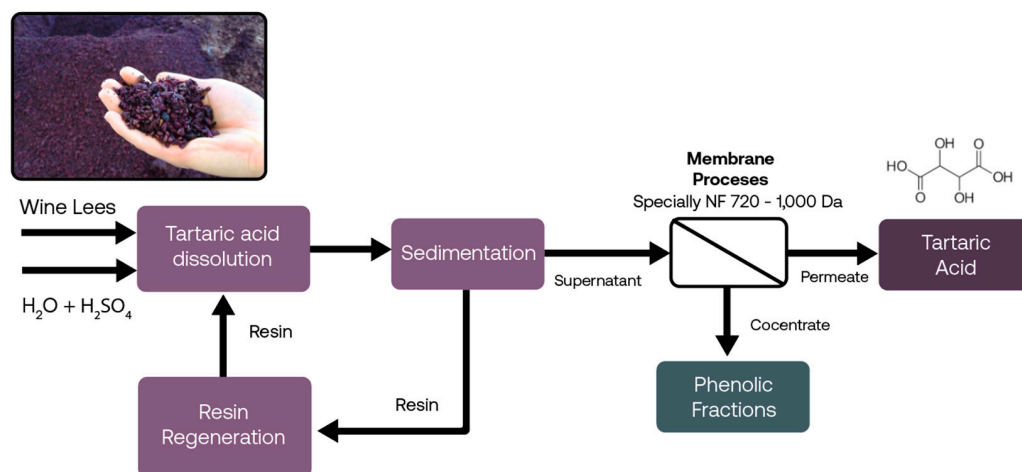 Membrane
Proceses
Specially NF 720 - 1,000 Da
OH
O
HO
OH
O
OH
Wine Lees
H₂O + H₂SO₄
Tartaric acid
dissolution
Sedimentation
Supernatant
Permeate
Tartaric
Acid
Resin
Cocentrate
Resin
Regeneration
Resin
Phenolic
Fractions